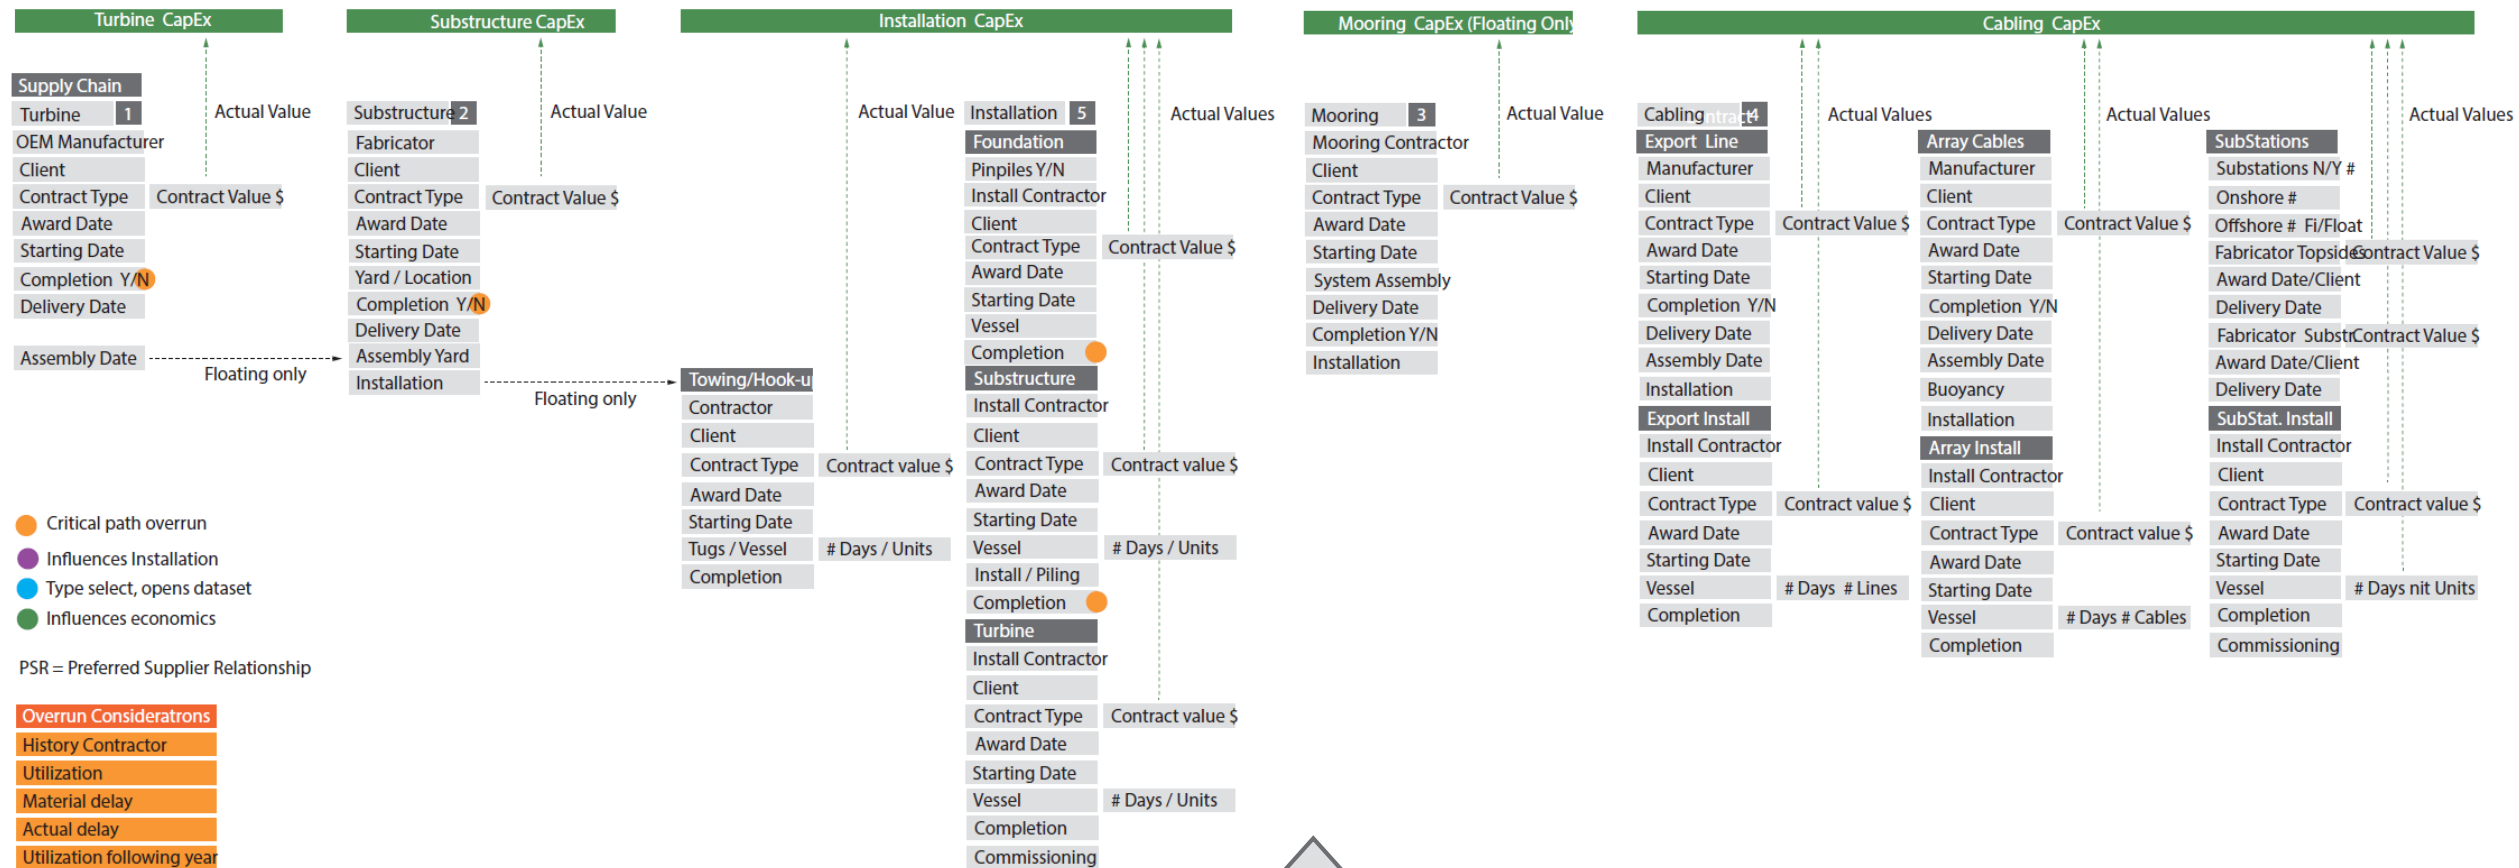 Turbine CapEx
Substructure CapEx
Installation CapEx
Mooring CapEx (Floating Only
Cabling CapEx
Supply Chain
Turbine 1
Actual Value
OEM Manufacturer
Client
Contract Type Contract Value $
Award Date
Starting Date
Completion Y/N
Delivery Date
Assembly Date
Floating only
Substructure 2
Actual Value
Fabricator
Client
Contract Type Contract Value $
Award Date
Starting Date
Yard / Location
Completion Y/N
Delivery Date
Assembly Yard
Installation
Floating only
Actual Value
Towing/Hook-u
Contractor
Client
Contract Type Contract value $
Award Date
Starting Date
Tugs / Vessel # Days / Units
Completion
Installation 5
Actual Values
Foundation
Pinpiles Y/N
Install Contractor
Client
Contract Type Contract Value $
Award Date
Starting Date
Vessel
Completion
Substructure
Install Contractor
Client
Contract Type Contract value $
Award Date
Starting Date
Vessel # Days / Units
Install / Piling
Completion
Turbine
Install Contractor
Client
Contract Type Contract value $
Award Date
Starting Date
Vessel # Days / Units
Completion
Commissioning
Mooring 3
Actual Value
Mooring Contractor
Client
Contract Type Contract Value $
Award Date
Starting Date
System Assembly
Delivery Date
Completion Y/N
Installation
Cabling 4
Actual Values
Export Line
Manufacturer
Client
Contract Type Contract Value $
Award Date
Starting Date
Completion Y/N
Delivery Date
Assembly Date
Installation
Export Install
Install Contractor
Client
Contract Type Contract value $
Award Date
Starting Date
Vessel # Days # Lines
Completion
Actual Values
Array Cables
Manufacturer
Client
Contract Type Contract Value $
Award Date
Starting Date
Completion Y/N
Delivery Date
Assembly Date
Buoyancy
Installation
Array Install
Install Contractor
Client
Contract Type Contract value $
Award Date
Starting Date
Vessel # Days # Cables
Completion
Actual Values
SubStations
Substations N/Y #
Onshore #
Offshore # Fi/Float
Fabricator Topsides Contract Value $
Award Date/Client
Delivery Date
Fabricator Substr Contract Value $
Award Date/Client
Delivery Date
SubStat. Install
Install Contractor
Client
Contract Type Contract value $
Award Date
Starting Date
Vessel # Days nit Units
Completion
Commissioning
Critical path overrun
Influences Installation
Type select, opens dataset
Influences economics
PSR = Preferred Supplier Relationship
Overrun Consideratrons
History Contractor
Utilization
Material delay
Actual delay
Utilization following year